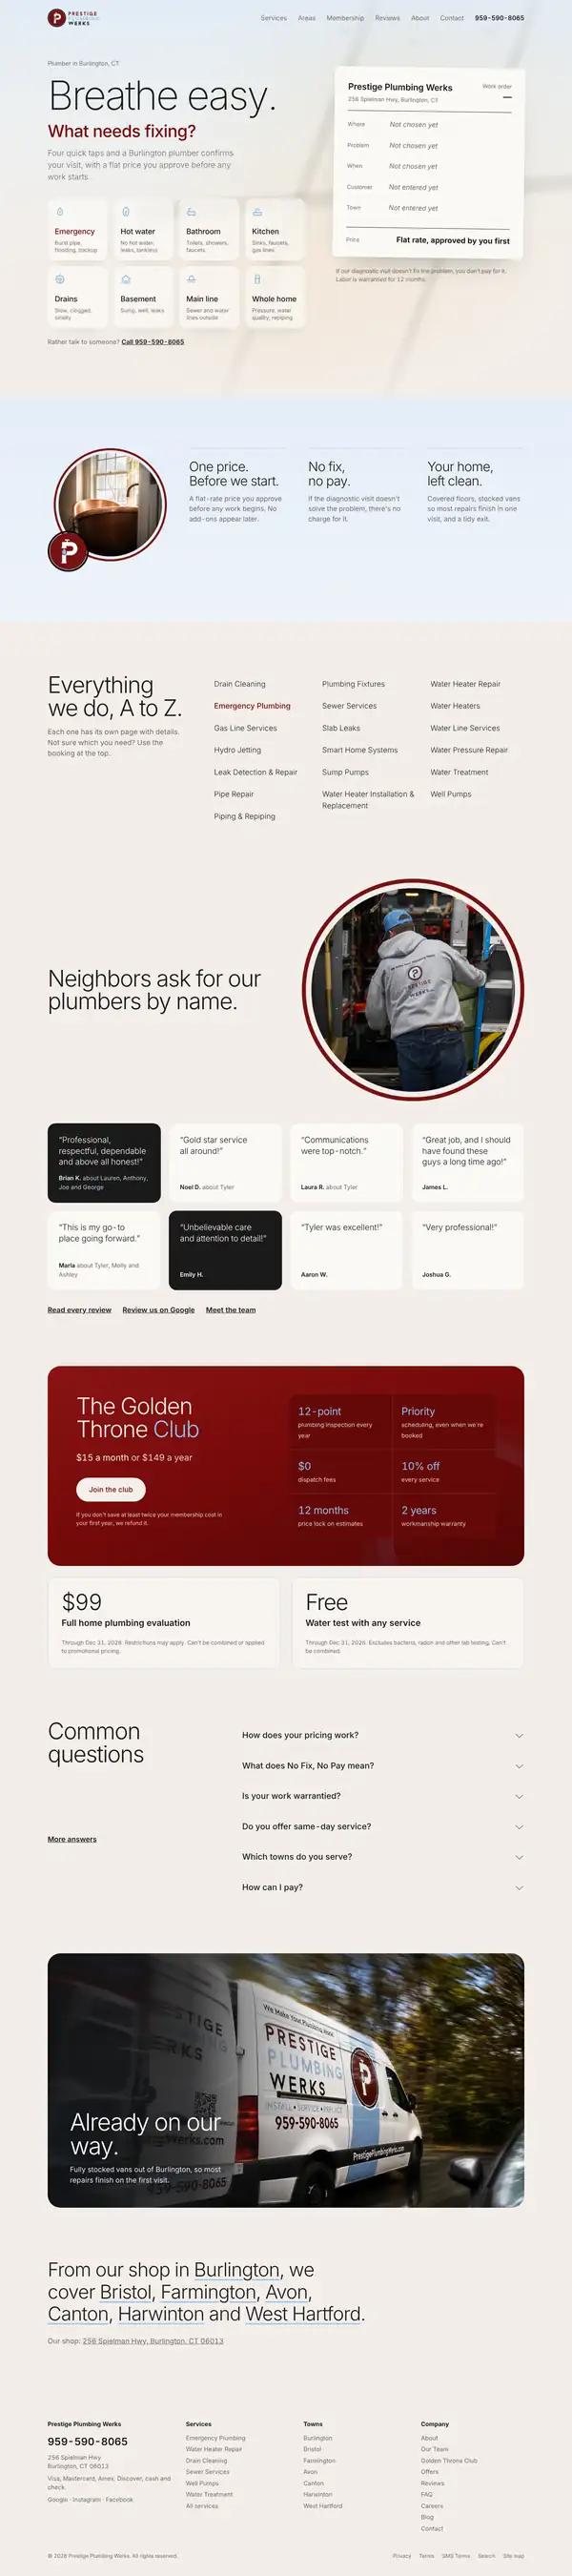 PRESTIGE
PLUMBING
WERKS
Services Areas Membership Reviews About Contact 959-590-8065
Plumber in Burlington, CT
Breathe easy.
What needs fixing?
Four quick taps and a Burlington plumber confirms
your visit, with a flat price you approve before any
work starts.
Emergency
Burst pipe,
flooding, backup
Hot water
No hot water,
leaks, tankless
Bathroom
Toilets, showers,
faucets
Kitchen
Sinks, faucets,
gas lines
Drains
Slow, clogged,
smelly
Basement
Sump, well, leaks
Main line
Sewer and water
lines outside
Whole home
Pressure, water
quality, repiping
Rather talk to someone? Call 959-590-8065
Prestige Plumbing Werks
Work order
256 Spielman Hwy, Burlington, CT
Where Not chosen yet
Problem Not chosen yet
When Not chosen yet
Customer Not entered yet
Town Not entered yet
Price Flat rate, approved by you first
If our diagnostic visit doesn't fix the problem, you don't pay for it.
Labor is warrantied for 12 months.
One price.
Before we start.
A flat-rate price you approve
before any work begins. No
add-ons appear later.
No fix,
no pay.
If the diagnostic visit doesn't
solve the problem, there's no
charge for it.
Your home,
left clean.
Covered floors, stocked vans
so most repairs finish in one
visit, and a tidy exit.
Everything
we do, A to Z.
Each one has its own page with details.
Not sure which you need? Use the
booking at the top.
Drain Cleaning
Emergency Plumbing
Gas Line Services
Hydro Jetting
Leak Detection & Repair
Pipe Repair
Piping & Repiping
Plumbing Fixtures
Sewer Services
Slab Leaks
Smart Home Systems
Sump Pumps
Water Heater Installation &
Replacement
Water Heater Repair
Water Heaters
Water Line Services
Water Pressure Repair
Water Treatment
Well Pumps
Neighbors ask for our
plumbers by name.
"Professional,
respectful, dependable
and above all honest!"
Brian K. about Lauren, Anthony,
Joe and George
"Gold star service
all around!"
Noel D. about Tyler
"Communications
were top-notch."
Laura R. about Tyler
"Great job, and I should
have found these
guys a long time ago!"
James L.
"This is my go-to
place going forward."
Maria about Tyler, Molly and
Ashley
"Unbelievable care
and attention to detail!"
Emily H.
"Tyler was excellent!"
Aaron W.
"Very professional!"
Joshua G.
Read every review Review us on Google Meet the team
The Golden
Throne Club
$15 a month or $149 a year
Join the club
If you don't save at least twice your membership cost in
your first year, we refund it.
12-point
plumbing inspection every
year
Priority
scheduling, even when we're
booked
$0
dispatch fees
10% off
every service
12 months
price lock on estimates
2 years
workmanship warranty
$99
Full home plumbing evaluation
Through Dec 31, 2026. Restrictions may apply. Can't be combined or applied
to promotional pricing.
Free
Water test with any service
Through Dec 31, 2026. Excludes bacteria, radon and other lab testing. Can't
be combined.
Common
questions
More answers
How does your pricing work?
What does No Fix, No Pay mean?
Is your work warrantied?
Do you offer same-day service?
Which towns do you serve?
How can I pay?
We Make Your Plumbing Flow
PRESTIGE
PLUMBING
WERKS
INSTALL • SERVICE • REPLACE
959-590-8065
PrestigePlumbingWerks.com
Already on our
way.
Fully stocked vans out of Burlington, so most
repairs finish on the first visit.
From our shop in Burlington, we
cover Bristol, Farmington, Avon,
Canton, Harwinton and West Hartford.
Our shop: 256 Spielman Hwy, Burlington, CT 06013
Prestige Plumbing Werks
959-590-8065
256 Spielman Hwy
Burlington, CT 06013
Visa, Mastercard, Amex, Discover, cash and
check
Google · Instagram · Facebook
Services
Emergency Plumbing
Water Heater Repair
Drain Cleaning
Sewer Services
Well Pumps
Water Treatment
All services
Towns
Burlington
Bristol
Farmington
Avon
Canton
Harwinton
West Hartford
Company
About
Our Team
Golden Throne Club
Offers
Reviews
FAQ
Careers
Blog
Contact
© 2026 Prestige Plumbing Werks. All rights reserved.
Privacy Terms SMS Terms Search Site map